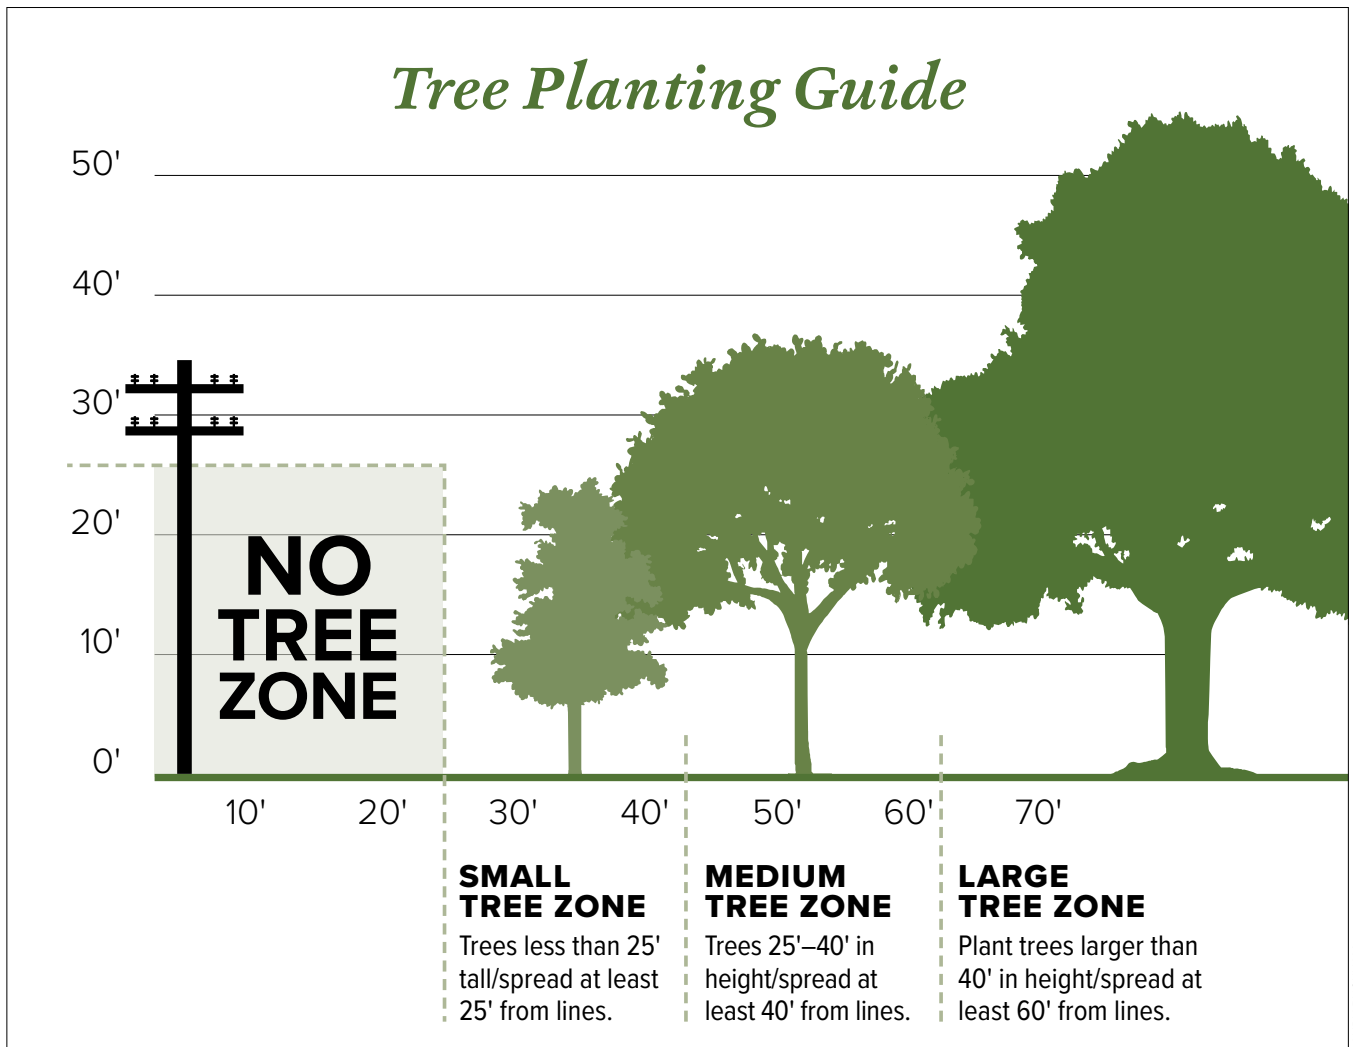 Tree Planting Guide
50'
40'
30'
20'
10'
0'
NO
TREE
ZONE
10' 20' 30' 40' 50' 60' 70'
SMALL
TREE ZONE
Trees less than 25'
tall/spread at least
25' from lines.
MEDIUM
TREE ZONE
Trees 25'–40' in
height/spread at
least 40' from lines.
LARGE
TREE ZONE
Plant trees larger than
40' in height/spread at
least 60' from lines.